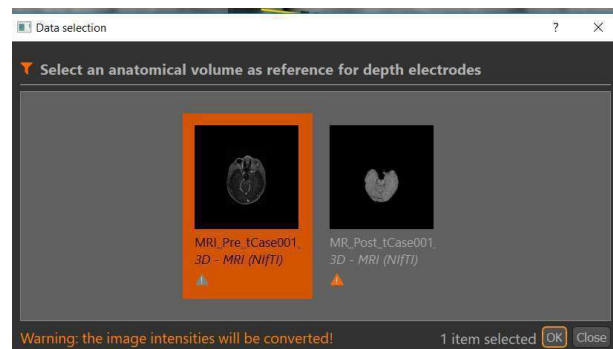 Data selection ? ×
Select an anatomical volume as reference for depth electrodes
MRI_Pre_tCase001_ MR_Post_tCase001_
3D - MRI (NIfTI) 3D - MRI (NIfTI)
Warning: the image intensities will be converted! 1 item selected OK Close